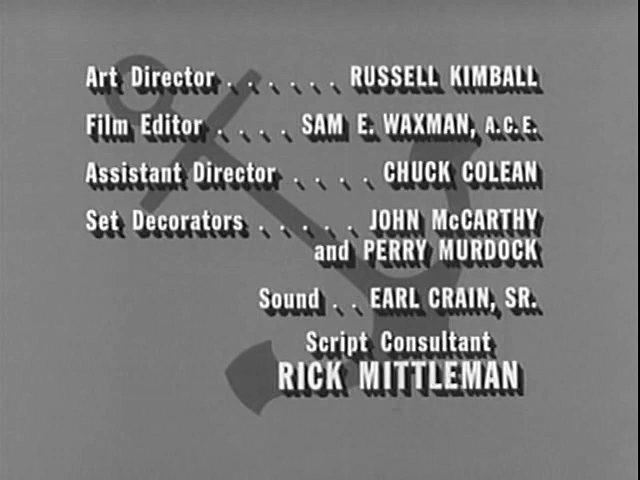 Art Director . . . . . . RUSSELL KIMBALL
Film Editor . . . . SAM E. WAXMAN, A.C.E.
Assistant Director . . . . CHUCK COLEAN
Set Decorators . . . . . JOHN McCARTHY
and PERRY MURDOCK
Sound . . EARL CRAIN, SR.
Script Consultant
RICK MITTLEMAN